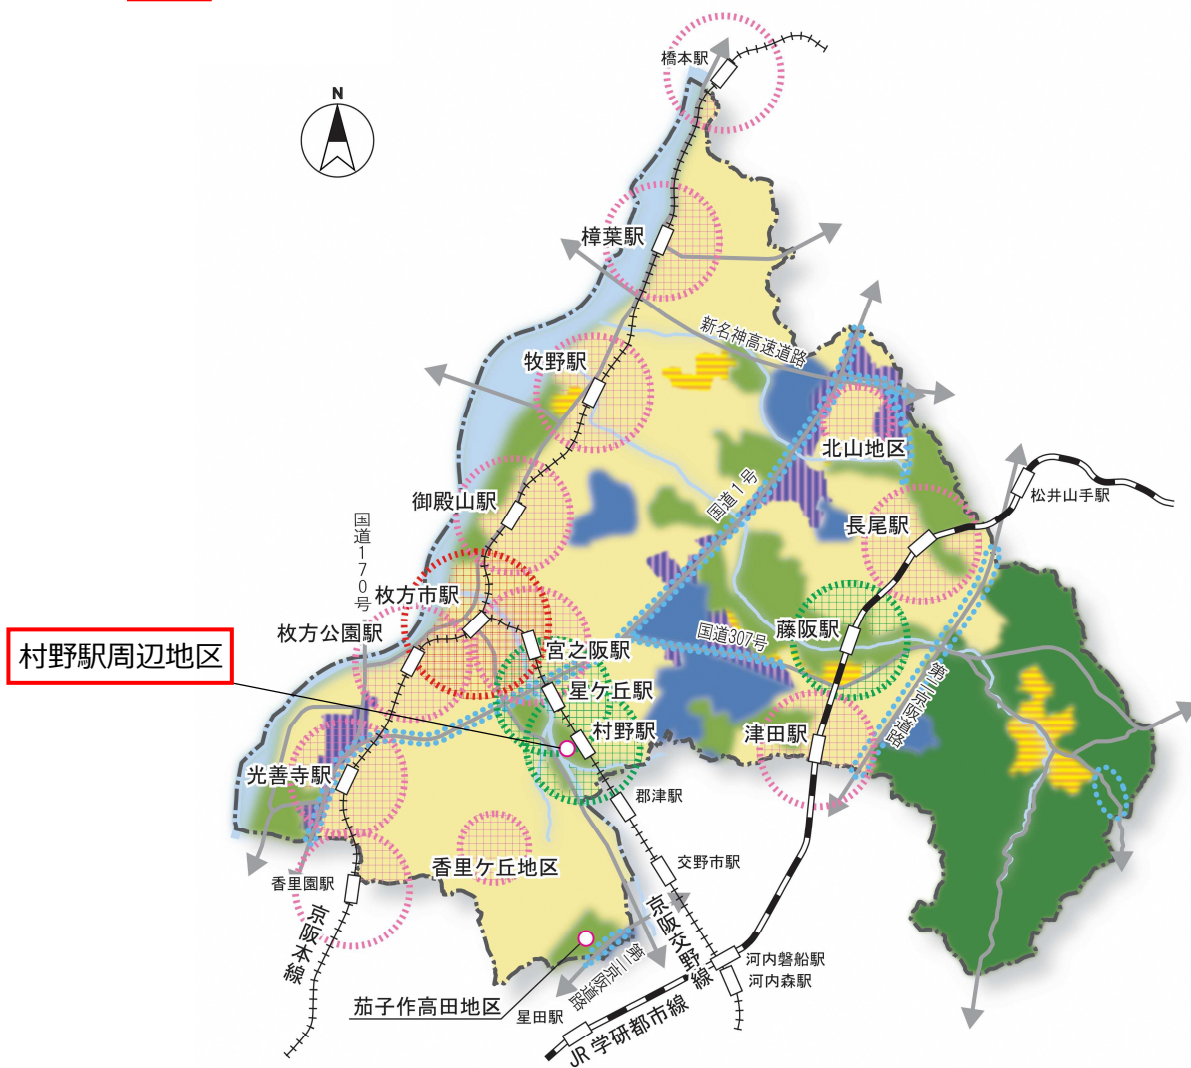 橋本駅
N
樟葉駅
新名神高速道路
牧野駅
北山地区
国道1号
松井山手駅
御殿山駅
長尾駅
国道170号
枚方市駅
藤阪駅
国道307号
枚方公園駅
宮之阪駅
村野駅周辺地区
星ケ丘駅
第二京阪道路
村野駅
津田駅
光善寺駅
郡津駅
香里ケ丘地区
交野市駅
香里園駅
京阪本線
京阪交野線
第二京阪道路
河内磐船駅
河内森駅
茄子作高田地区
星田駅
JR 学研都市線